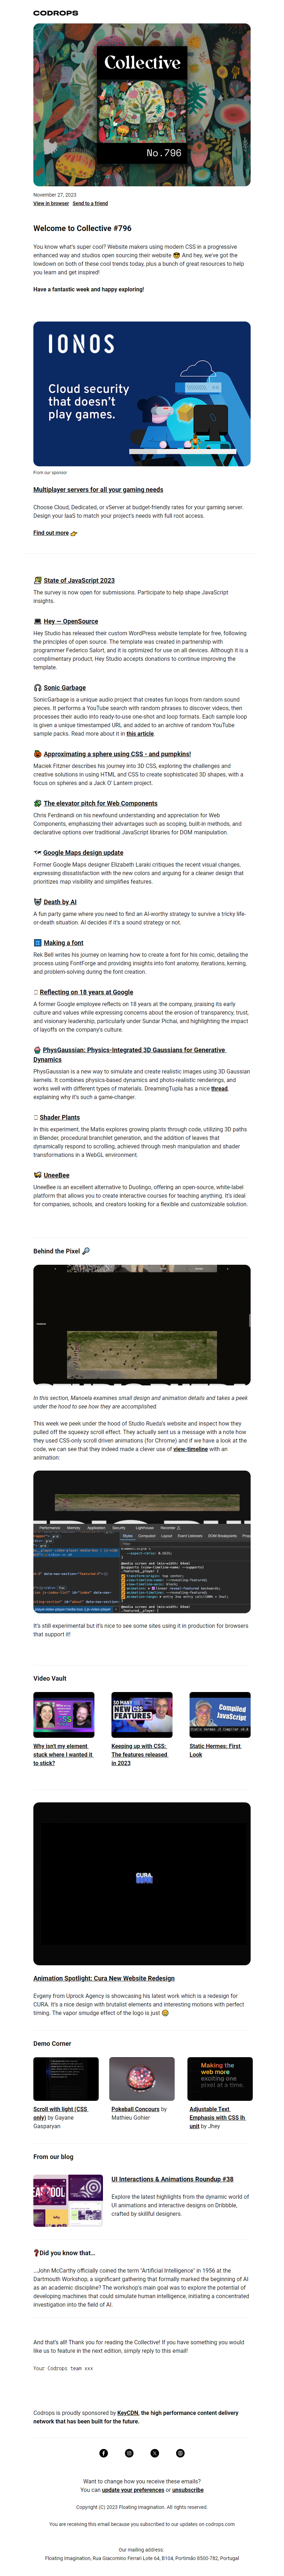 CODROPS
Collective
No.796
November 27, 2023
View in browser Send to a friend
Welcome to Collective #796
You know what's super cool? Website makers using modern CSS in a progressive
enhanced way and studios open sourcing their website 😎 And hey, we've got the
lowdown on both of these cool trends today, plus a bunch of great resources to help
you learn and get inspired!
Have a fantastic week and happy exploring!
IONOS
Cloud security
that doesn't
play games.
From our sponsor
Multiplayer servers for all your gaming needs
Choose Cloud, Dedicated, or vServer at budget-friendly rates for your gaming server.
Design your IaaS to match your project's needs with full root access.
Find out more 👉
State of JavaScript 2023
The survey is now open for submissions. Participate to help shape JavaScript
insights.
Hey — OpenSource
Hey Studio has released their custom WordPress website template for free, following
the principles of open source. The template was created in partnership with
programmer Federico Salort, and it is optimized for use on all devices. Although it is a
complimentary product, Hey Studio accepts donations to continue improving the
template.
🎧 Sonic Garbage
SonicGarbage is a unique audio project that creates fun loops from random sound
pieces. It performs a YouTube search with random phrases to discover videos, then
processes their audio into ready-to-use one-shot and loop formats. Each sample loop
is given a unique timestamped URL and added to an archive of random YouTube
sample packs. Read more about it in this article.
🎃 Approximating a sphere using CSS - and pumpkins!
Maciek Fitzner describes his journey into 3D CSS, exploring the challenges and
creative solutions in using HTML and CSS to create sophisticated 3D shapes, with a
focus on spheres and a Jack O' Lantern project.
The elevator pitch for Web Components
Chris Ferdinandi on his newfound understanding and appreciation for Web
Components, emphasizing their advantages such as scoping, built-in methods, and
declarative options over traditional JavaScript libraries for DOM manipulation.
🗺 Google Maps design update
Former Google Maps designer Elizabeth Laraki critiques the recent visual changes,
expressing dissatisfaction with the new colors and arguing for a cleaner design that
prioritizes map visibility and simplifies features.
Death by AI
A fun party game where you need to find an AI-worthy strategy to survive a tricky life-
or-death situation. AI decides if it's a sound strategy or not.
Making a font
Rek Bell writes his journey on learning how to create a font for his comic, detailing the
process using FontForge and providing insights into font anatomy, iterations, kerning,
and problem-solving during the font creation.
Reflecting on 18 years at Google
A former Google employee reflects on 18 years at the company, praising its early
culture and values while expressing concerns about the erosion of transparency, trust,
and visionary leadership, particularly under Sundar Pichai, and highlighting the impact
of layoffs on the company's culture.
PhysGaussian: Physics-Integrated 3D Gaussians for Generative
Dynamics
PhysGaussian is a new way to simulate and create realistic images using 3D Gaussian
kernels. It combines physics-based dynamics and photo-realistic renderings, and
works well with different types of materials. DreamingTupla has a nice thread,
explaining why it's such a game-changer.
Shader Plants
In this experiment, the Matis explores growing plants through code, utilizing 3D paths
in Blender, procedural branchlet generation, and the addition of leaves that
dynamically respond to scrolling, achieved through mesh manipulation and shader
transformations in a WebGL environment.
UneeBee
UneeBee is an excellent alternative to Duolingo, offering an open-source, white-label
platform that allows you to create interactive courses for teaching anything. It's ideal
for companies, schools, and creators looking for a flexible and customizable solution.
Behind the Pixel 🔎
In this section, Manoela examines small design and animation details and takes a peek
under the hood to see how they are accomplished.
This week we peek under the hood of Studio Rueda's website and inspect how they
pulled off the squeeze scroll effect. They actually sent us a message with a note how
they used CSS-only scroll driven animations (for Chrome) and if we have a look at the
code, we can see that they indeed made a clever use of view-timeline with an
animation:
It's still experimental but it's nice to see some sites using it in production for browsers
that support it!
Video Vault
SO MANY
NEW CSS
FEATURES
Compiled
JavaScript
Why isn't my element
stuck where I wanted it
to stick?
Keeping up with CSS:
The features released
in 2023
Static Hermes: First
Look
CURA.
Animation Spotlight: Cura New Website Redesign
Evgeny from Uprock Agency is showcasing his latest work which is a redesign for
CURA. It's a nice design with brutalist elements and interesting motions with perfect
timing. The vapor smudge effect of the logo is just
Demo Corner
Making the
web more
exciting one
pixel at a time.
Scroll with light (CSS
only) by Gayane
Gasparyan
Pokeball Concours by
Mathieu Gohier
Adjustable Text
Emphasis with CSS lh
unit by Jhey
From our blog
UI Interactions & Animations Roundup #38
Explore the latest highlights from the dynamic world of
UI animations and interactive designs on Dribbble,
crafted by skillful designers.
❓Did you know that…
...John McCarthy officially coined the term "Artificial Intelligence" in 1956 at the
Dartmouth Workshop, a significant gathering that formally marked the beginning of AI
as an academic discipline? The workshop's main goal was to explore the potential of
developing machines that could simulate human intelligence, initiating a concentrated
investigation into the field of AI.
And that's all! Thank you for reading the Collective! If you have something you would
like us to feature in the next edition, simply reply to this email!
Your Codrops team xxx
Codrops is proudly sponsored by KeyCDN, the high performance content delivery
network that has been built for the future.
Want to change how you receive these emails?
You can update your preferences or unsubscribe
Copyright (C) 2023 Floating Imagination. All rights reserved.
You are receiving this email because you subscribed to our updates on codrops.com
Our mailing address:
Floating Imagination, Rua Giacomino Ferrari Lote 64, B104, Portimão 8500-782, Portugal